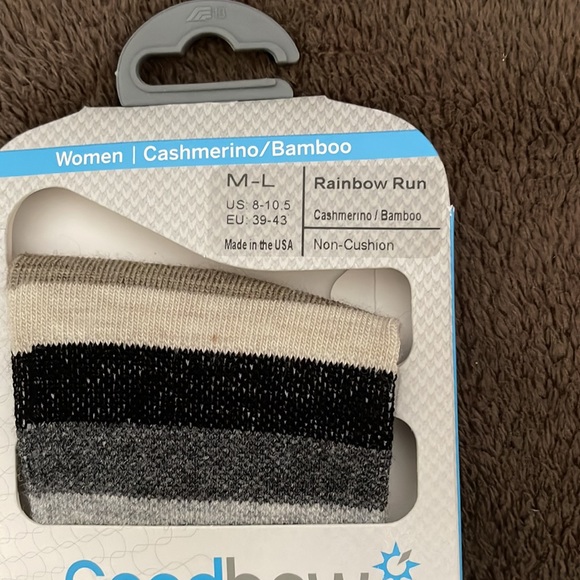 Women | Cashmerino/Bamboo
M-L
US: 8-10.5
EU: 39-43
Made in the USA
Rainbow Run
Cashmerino / Bamboo
Non-Cushion
Goodhew